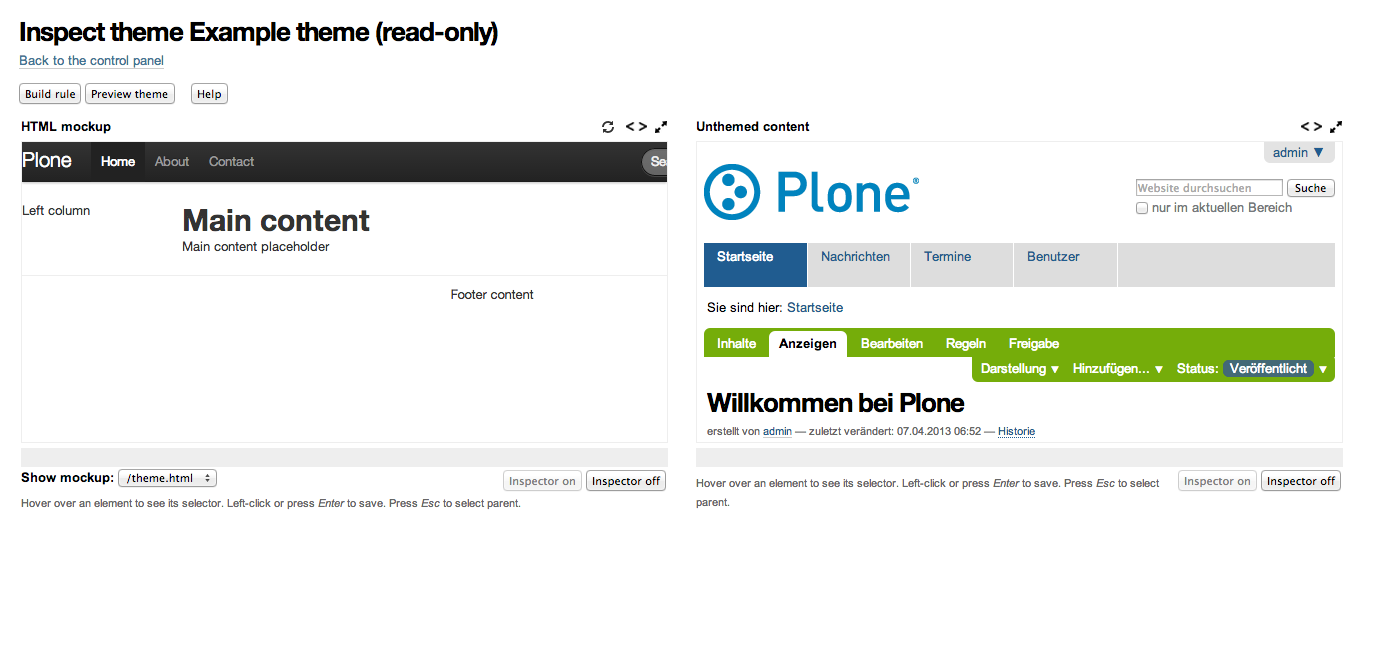 Inspect theme Example theme (read-only)
Back to the control panel
Build rule Preview theme Help
HTML mockup
Plone Home About Contact
Left column
Main content
Main content placeholder
Footer content
Show mockup: /theme.html Inspector on Inspector off
Hover over an element to see its selector. Left-click or press Enter to save. Press Esc to select parent.
Unthemed content
admin ▼
Plone®
Website durchsuchen Suche
nur im aktuellen Bereich
Startseite Nachrichten Termine Benutzer
Sie sind hier: Startseite
Inhalte Anzeigen Bearbeiten Regeln Freigabe
Darstellung ▼ Hinzufügen... ▼ Status: Veröffentlicht ▼
Willkommen bei Plone
erstellt von admin — zuletzt verändert: 07.04.2013 06:52 — Historie
Hover over an element to see its selector. Left-click or press Enter to save. Press Esc to select
parent.
Inspector on Inspector off